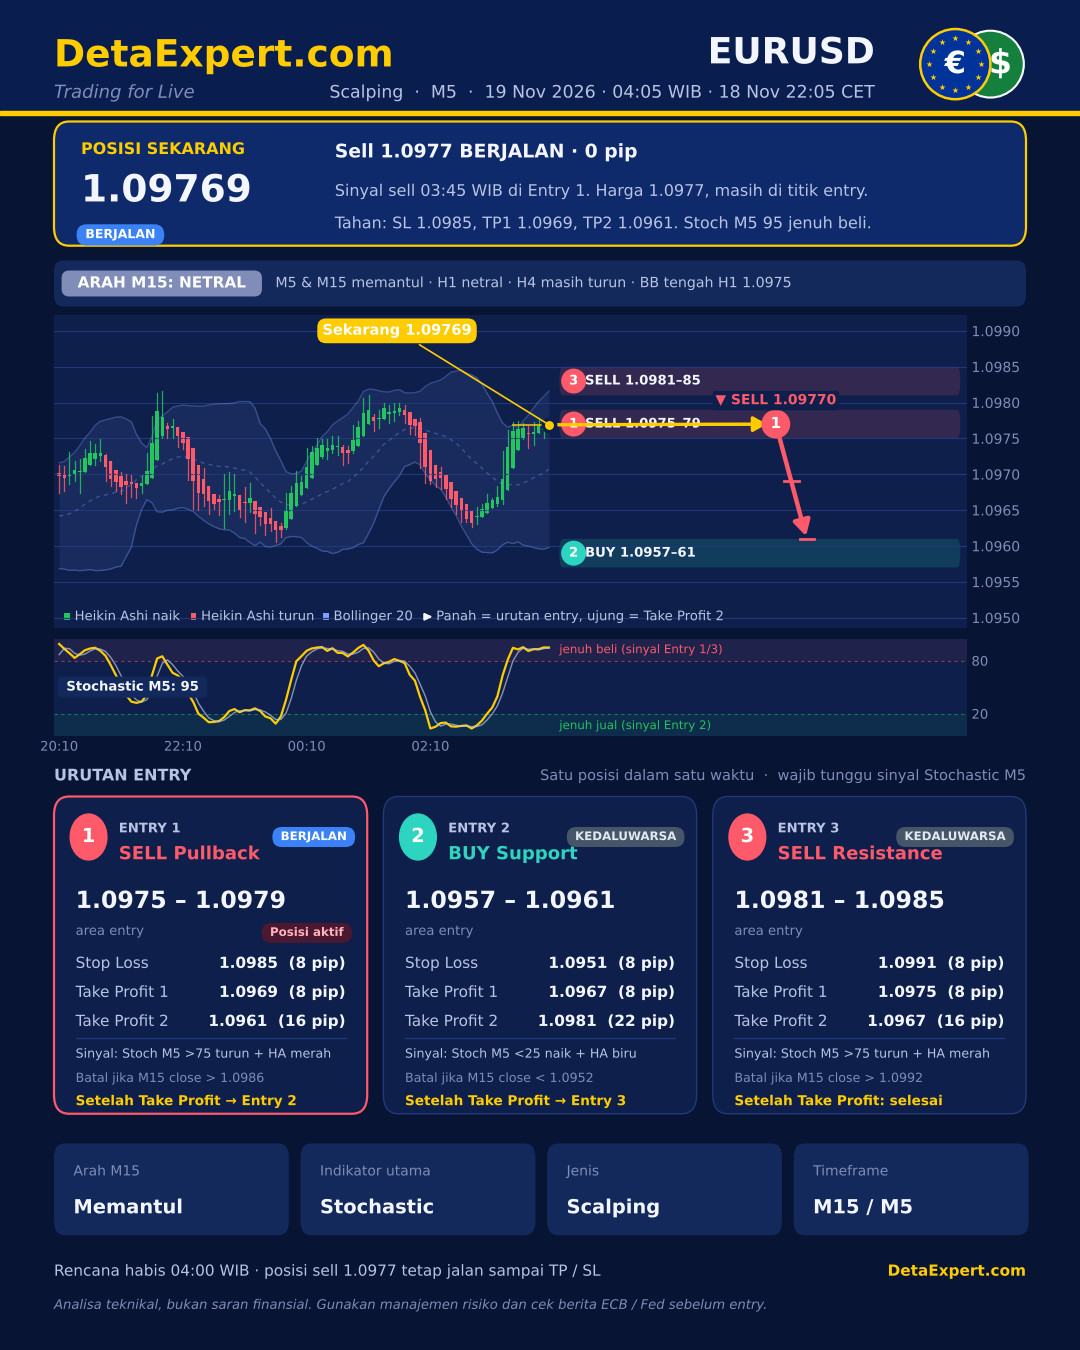 DetaExpert.com
Trading for Live
EURUSD
Scalping · M5 · 19 Nov 2026 · 04:05 WIB · 18 Nov 22:05 CET
€ $
POSISI SEKARANG
1.09769
BERJALAN
Sell 1.0977 BERJALAN · 0 pip
Sinyal sell 03:45 WIB di Entry 1. Harga 1.0977, masih di titik entry.
Tahan: SL 1.0985, TP1 1.0969, TP2 1.0961. Stoch M5 95 jenuh beli.
ARAH M15: NETRAL
M5 & M15 memantul · H1 netral · H4 masih turun · BB tengah H1 1.0975
Sekarang 1.09769
3 SELL 1.0981–85
▼ SELL 1.09770
1 SELL 1.0975–79
1
2 BUY 1.0957–61
1.0990
1.0985
1.0980
1.0975
1.0970
1.0965
1.0960
1.0955
1.0950
Heikin Ashi naik
Heikin Ashi turun
Bollinger 20
Panah = urutan entry, ujung = Take Profit 2
jenuh beli (sinyal Entry 1/3)
80
Stochastic M5: 95
20
jenuh jual (sinyal Entry 2)
20:10
22:10
00:10
02:10
URUTAN ENTRY
Satu posisi dalam satu waktu · wajib tunggu sinyal Stochastic M5
1
ENTRY 1
BERJALAN
SELL Pullback
1.0975 – 1.0979
area entry
Posisi aktif
Stop Loss 1.0985 (8 pip)
Take Profit 1 1.0969 (8 pip)
Take Profit 2 1.0961 (16 pip)
Sinyal: Stoch M5 >75 turun + HA merah
Batal jika M15 close > 1.0986
Setelah Take Profit → Entry 2
2
ENTRY 2
KEDALUWARSA
BUY Support
1.0957 – 1.0961
area entry
Stop Loss 1.0951 (8 pip)
Take Profit 1 1.0967 (8 pip)
Take Profit 2 1.0981 (22 pip)
Sinyal: Stoch M5 <25 naik + HA biru
Batal jika M15 close < 1.0952
Setelah Take Profit → Entry 3
3
ENTRY 3
KEDALUWARSA
SELL Resistance
1.0981 – 1.0985
area entry
Stop Loss 1.0991 (8 pip)
Take Profit 1 1.0975 (8 pip)
Take Profit 2 1.0967 (16 pip)
Sinyal: Stoch M5 >75 turun + HA merah
Batal jika M15 close > 1.0992
Setelah Take Profit: selesai
Arah M15
Memantul
Indikator utama
Stochastic
Jenis
Scalping
Timeframe
M15 / M5
Rencana habis 04:00 WIB · posisi sell 1.0977 tetap jalan sampai TP / SL
DetaExpert.com
Analisa teknikal, bukan saran finansial. Gunakan manajemen risiko dan cek berita ECB / Fed sebelum entry.